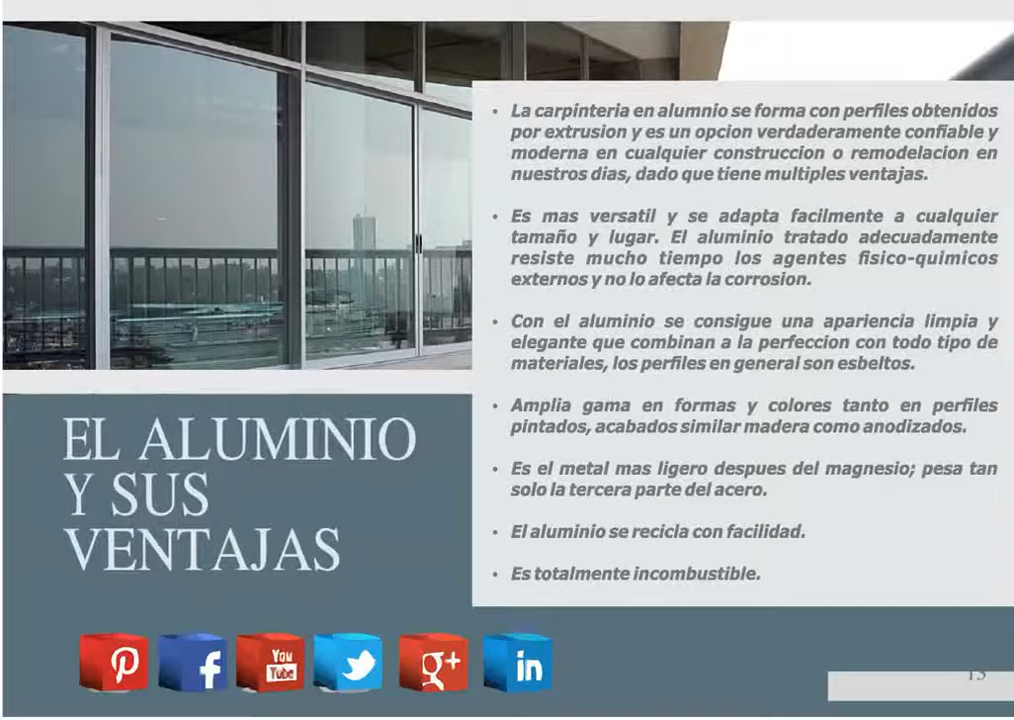 • La carpinteria en alumnio se forma con perfiles obtenidos
por extrusion y es un opcion verdaderamente confiable y
moderna en cualquier construccion o remodelacion en
nuestros dias, dado que tiene multiples ventajas.
• Es mas versatil y se adapta facilmente a cualquier
tamaño y lugar. El aluminio tratado adecuadamente
resiste mucho tiempo los agentes fisico-quimicos
externos y no lo afecta la corrosion.
• Con el aluminio se consigue una apariencia limpia y
elegante que combinan a la perfeccion con todo tipo de
materiales, los perfiles en general son esbeltos.
• Amplia gama en formas y colores tanto en perfiles
pintados, acabados similar madera como anodizados.
• Es el metal mas ligero despues del magnesio; pesa tan
solo la tercera parte del acero.
• El aluminio se recicla con facilidad.
• Es totalmente incombustible.
EL ALUMINIO
Y SUS
VENTAJAS
You
Tube
g+
in